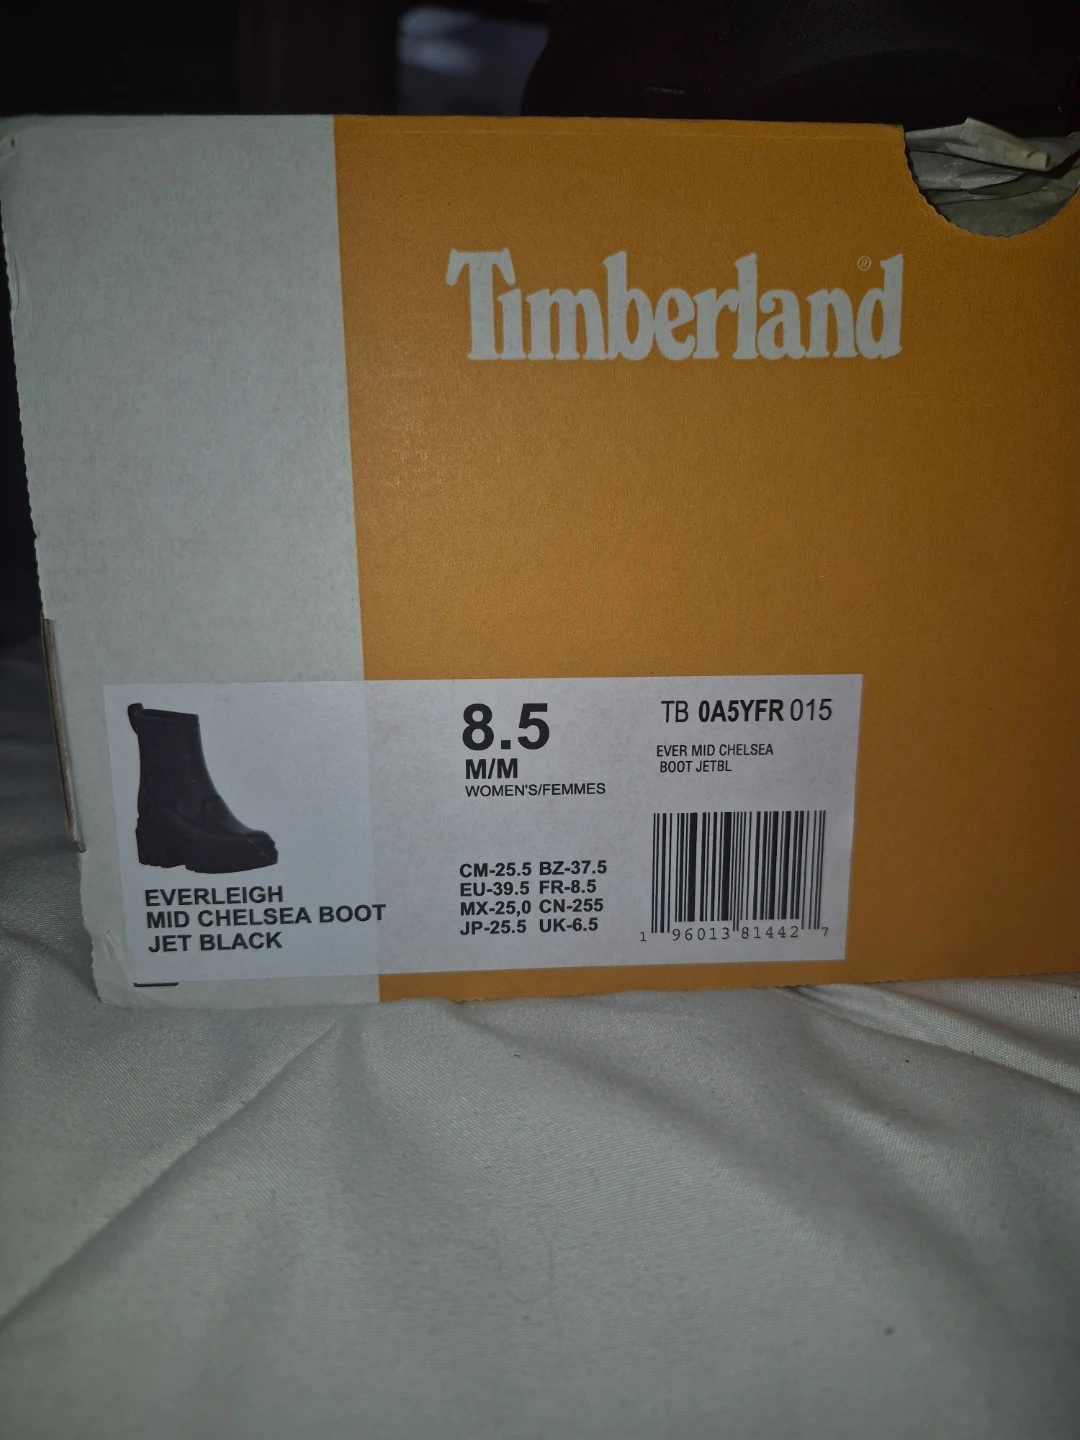 Timberland®
8.5
M/M
WOMEN'S/FEMMES
TB 0A5YFR 015
EVER MID CHELSEA
BOOT JETBL
EVERLEIGH
MID CHELSEA BOOT
JET BLACK
CM-25.5 BZ-37.5
EU-39.5 FR-8.5
MX-25,0 CN-255
JP-25.5 UK-6.5
1 96013 81442 7